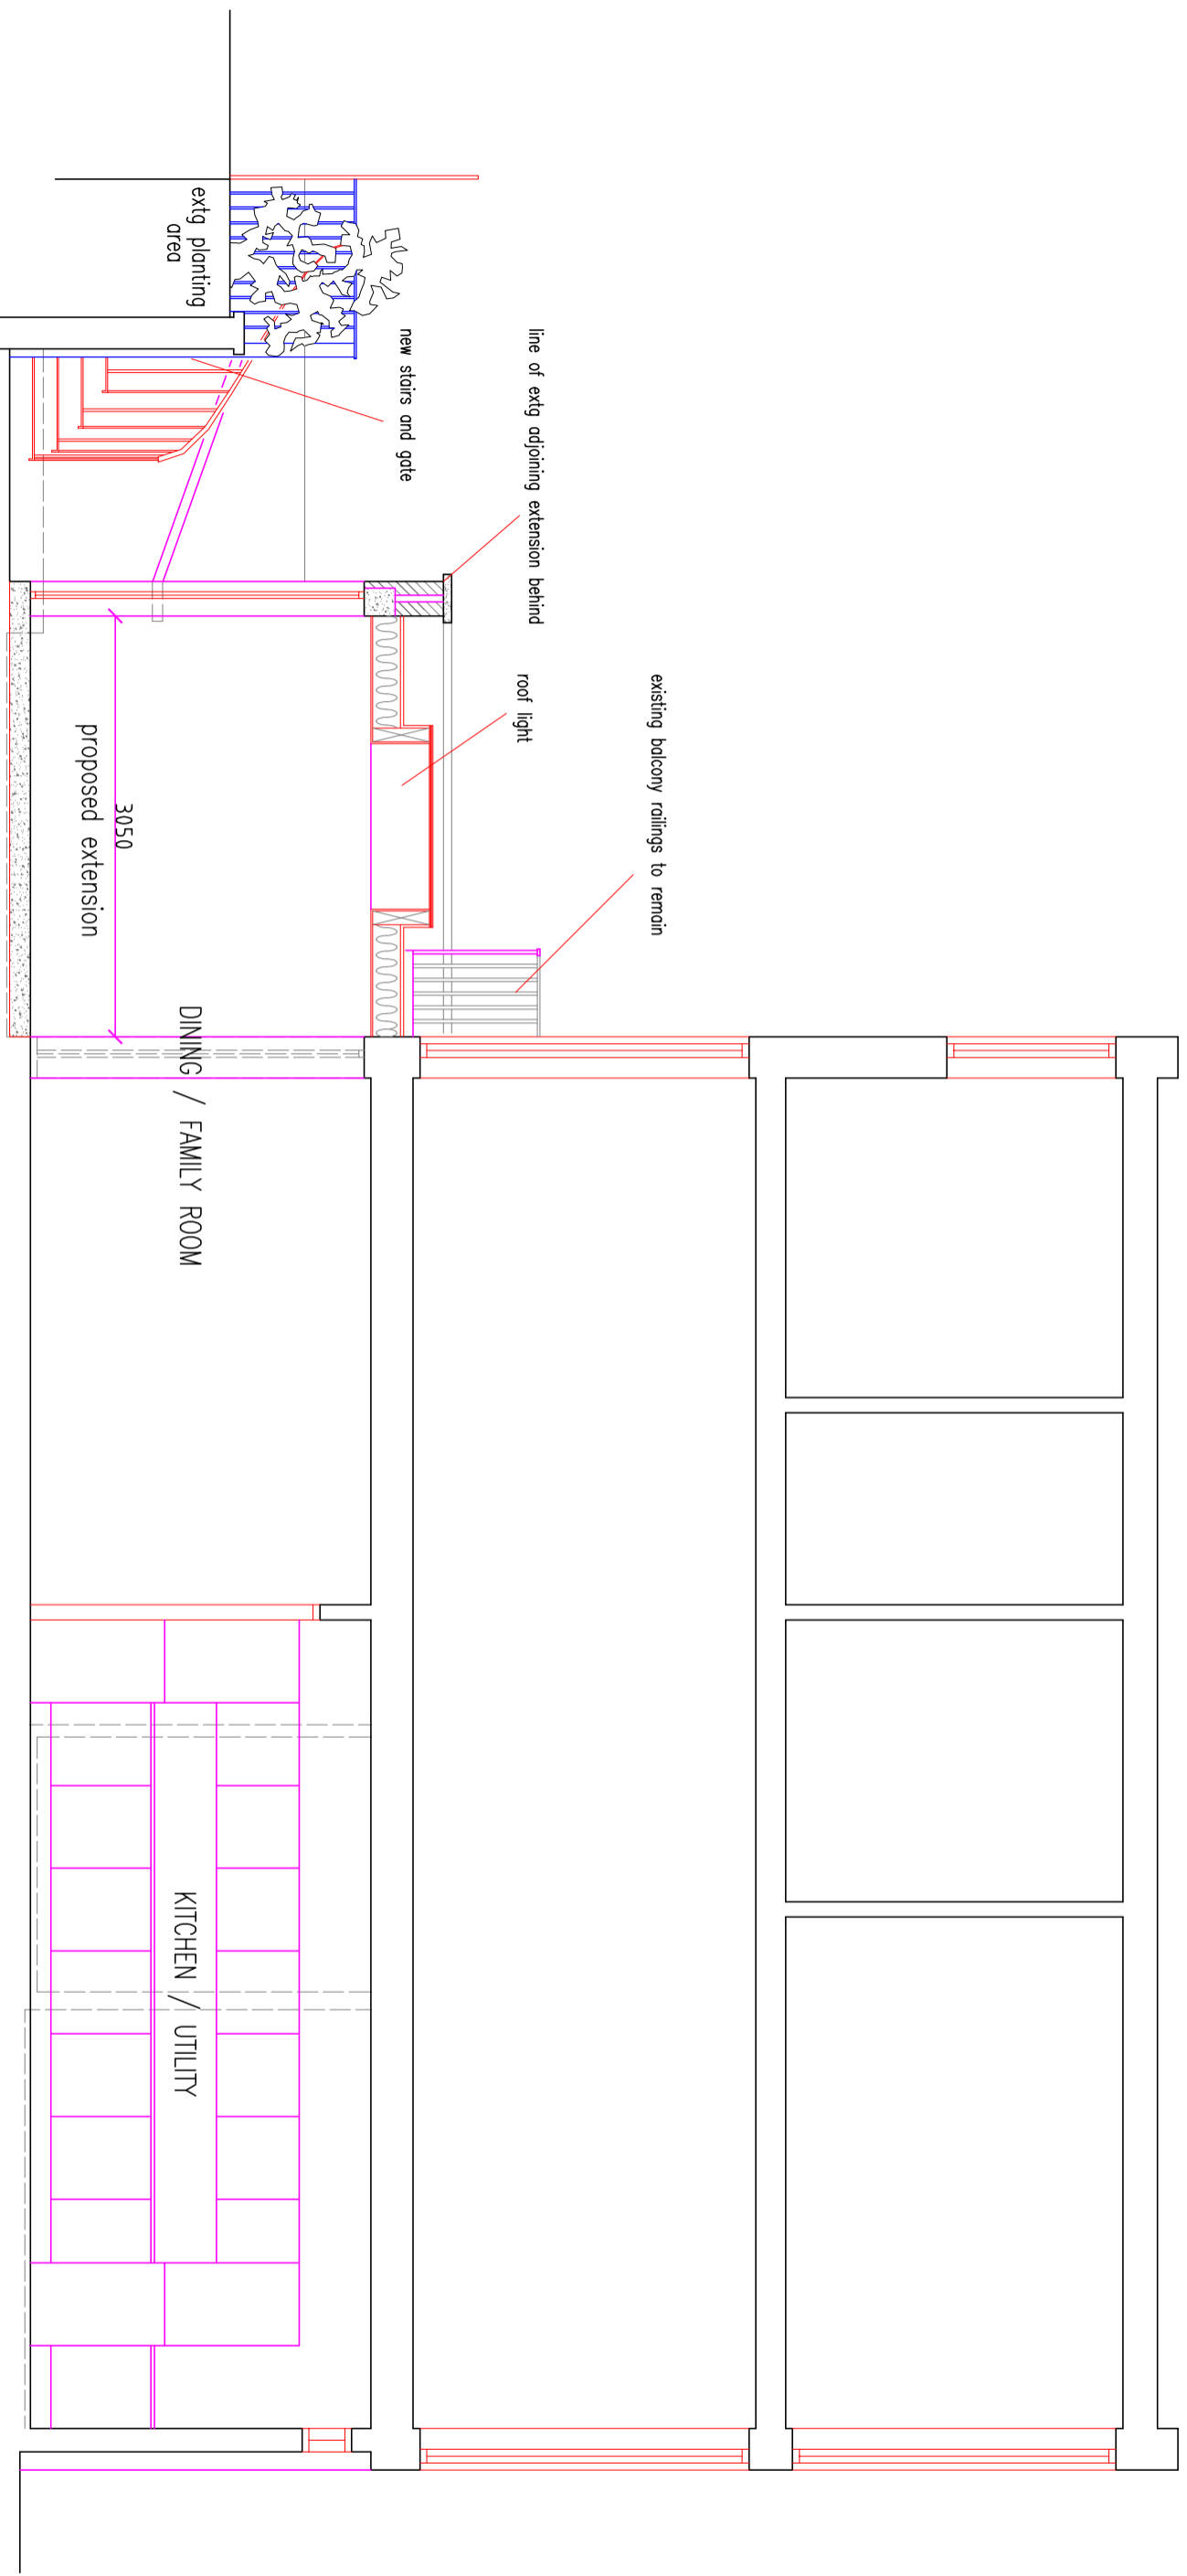 existing balcony railings to remain
line of extg adjoining extension behind
roof light
new stairs and gate
extg planting
area
DINING / FAMILY ROOM
KITCHEN / UTILITY
3050
proposed extension